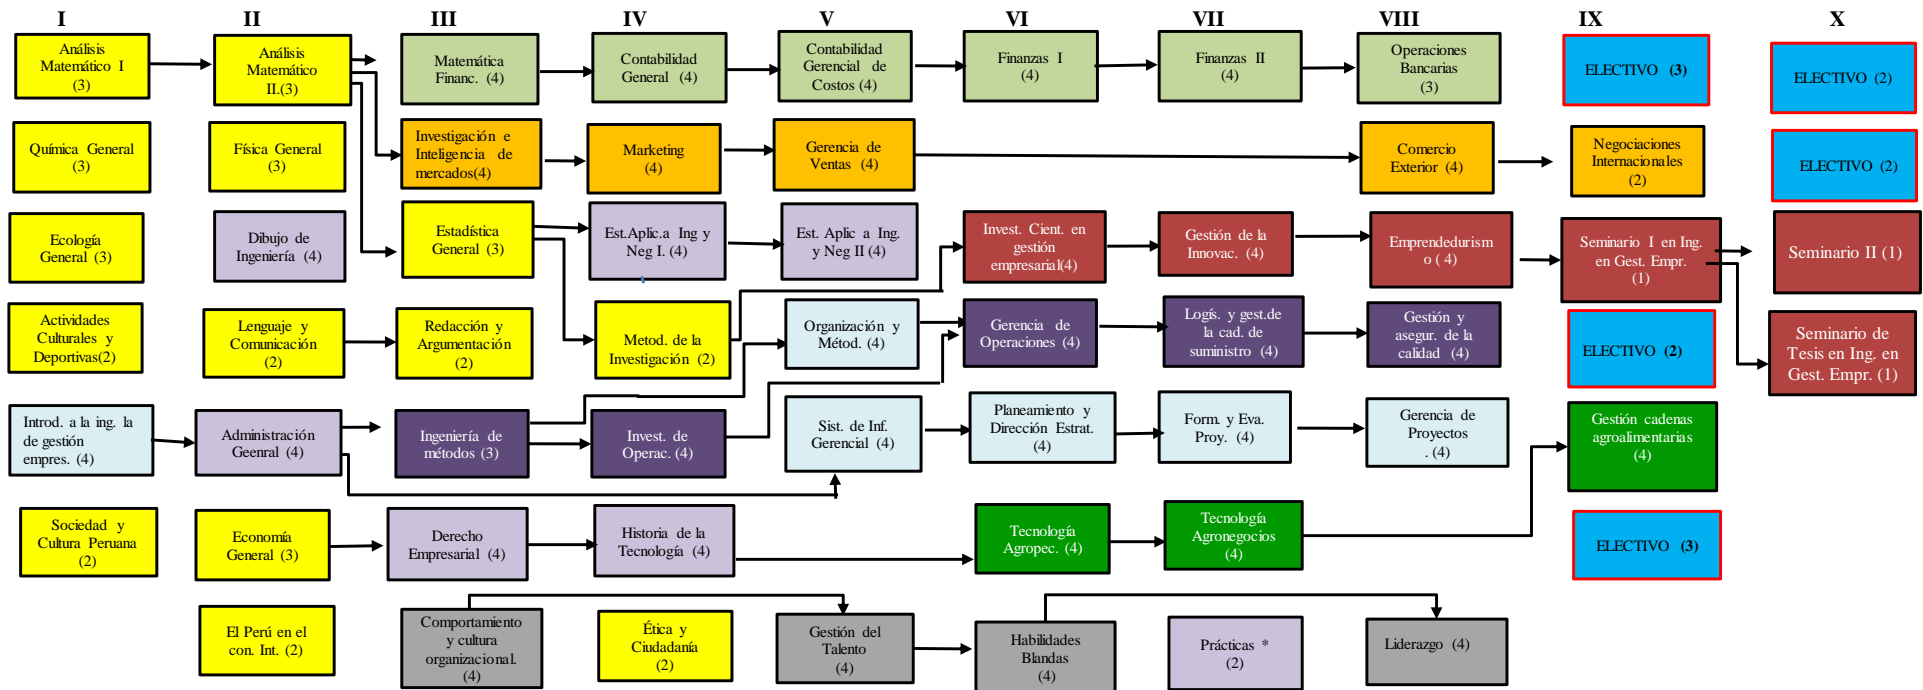 I II III IV V VI VII VIII IX X
Análisis
Matemático I
(3)
Análisis
Matemático
II.(3)
Matemática
Financ. (4)
Contabilidad
General (4)
Contabilidad
Gerencial de
Costos (4)
Finanzas I
(4)
Finanzas II
(4)
Operaciones
Bancarias
(3)
ELECTIVO (3)
ELECTIVO (2)
Química General
(3)
Física General
(3)
Investigación e
Inteligencia de
mercados(4)
Marketing
(4)
Gerencia de
Ventas (4)
Comercio
Exterior (4)
Negociaciones
Internacionales
(2)
ELECTIVO (2)
Ecología
General (3)
Dibujo de
Ingeniería (4)
Estadística
General (3)
Est.Aplic.a Ing y
Neg I. (4)
Est. Aplic a Ing.
y Neg II (4)
Invest. Cient. en
gestión
empresarial(4)
Gestión de la
Innovac. (4)
Emprendedurism
o ( 4)
Seminario I en Ing.
en Gest. Empr.
(1)
Seminario II (1)
Actividades
Culturales y
Deportivas(2)
Lenguaje y
Comunicación
(2)
Redacción y
Argumentación
(2)
Metod. de la
Investigación (2)
Organización y
Métod. (4)
Gerencia de
Operaciones (4)
Logís. y gest.de
la cad. de
suministro (4)
Gestión y
asegur. de la
calidad (4)
ELECTIVO (2)
Seminario de
Tesis en Ing. en
Gest. Empr. (1)
Introd. a la ing. la
de gestión
empres. (4)
Administración
Geenral (4)
Ingeniería de
métodos (3)
Invest. de
Operac. (4)
Sist. de Inf.
Gerencial (4)
Planeamiento y
Dirección Estrat.
(4)
Form. y Eva.
Proy. (4)
Gerencia de
Proyectos
. (4)
Gestión cadenas
agroalimentarias
(4)
Sociedad y
Cultura Peruana
(2)
Economía
General (3)
Derecho
Empresarial (4)
Historia de la
Tecnología (4)
Tecnología
Agropec. (4)
Tecnología
Agronegocios
(4)
ELECTIVO (3)
El Perú en el
con. Int. (2)
Comportamiento
y cultura
organizacional.
(4)
Ética y
Ciudadanía
(2)
Gestión del
Talento
(4)
Habilidades
Blandas
(4)
Prácticas *
(2)
Liderazgo (4)